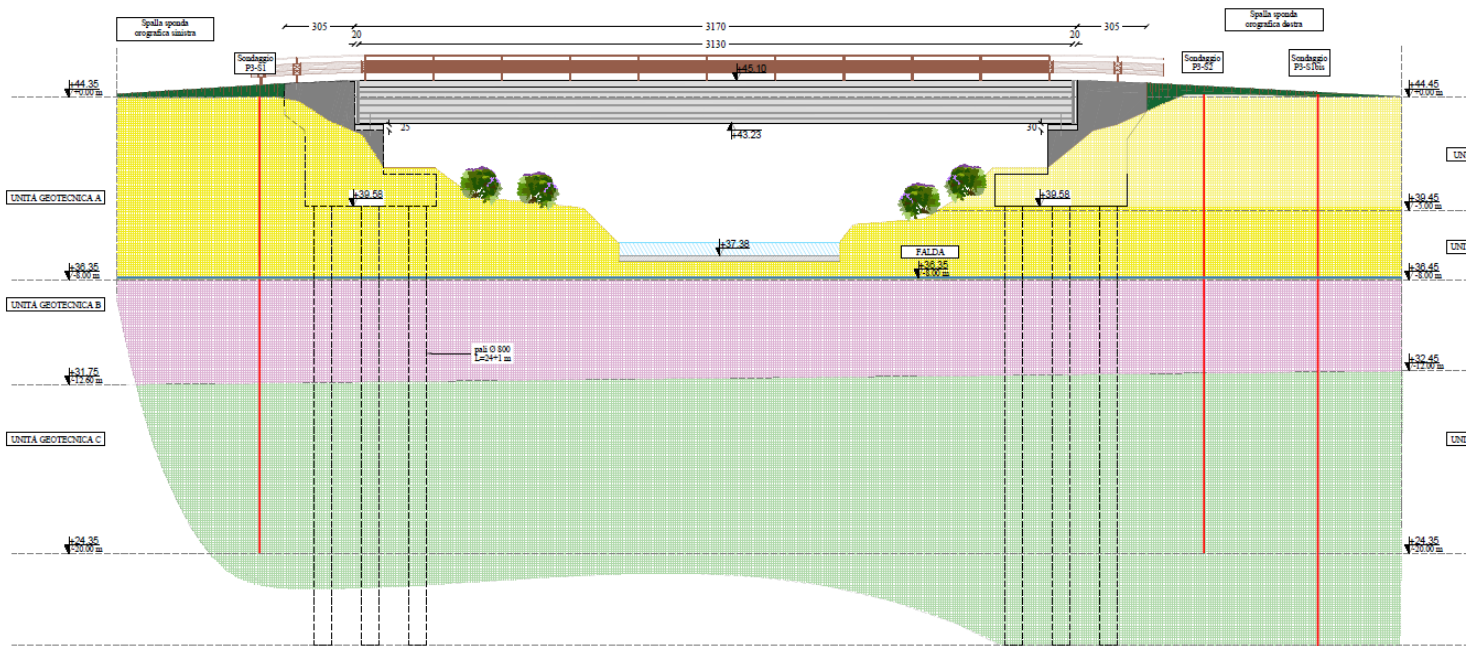 Spalla sponda
orografica sinistra
305
3170
305
Spalla sponda
orografica destra
20
3130
20
Sondaggio
P3-S1
Sondaggio
P3-S2
Sondaggio
P3-S1bis
+45.10
+44.35
+0.00 m
+44.45
+0.00 m
25
+43.23
30
UNITÀ GEOTECNICA A
+39.58
+39.58
+39.45
-5.00 m
UNI
+37.38
FALDA
+36.35
-8.00 m
+36.35
-8.00 m
+36.45
-8.00 m
UNI
UNITÀ GEOTECNICA B
pali Ø 800
L=24÷1 m
+31.75
-12.60 m
+32.45
-12.00 m
UNITÀ GEOTECNICA C
UNI
+24.35
-20.00 m
+24.35
-20.00 m